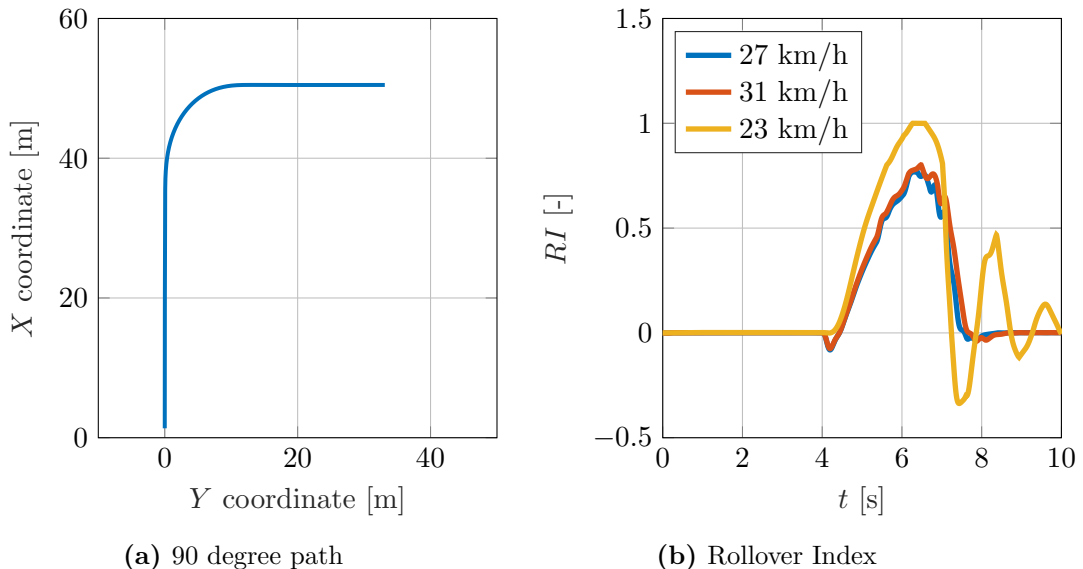 60
40
20
0
0
20
40
X coordinate [m]
Y coordinate [m]
(a) 90 degree path
1.5
1
0.5
0
−0.5
0
2
4
6
8
10
RI [-]
t [s]
27 km/h
31 km/h
23 km/h
(b) Rollover Index